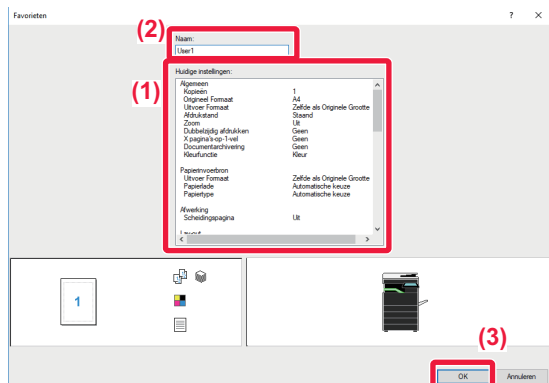 Favorieten ? ×
(2)
Naam:
User1
(1)
Huidige instellingen:
Algemeen
Kopieën 1
Origineel Formaat A4
Uitvoer Formaat Zelfde als Originele Grootte
Afdrukstand Staand
Zoom Uit
Dubbelzijdig afdrukken Geen
X pagina's-op-1-vel Geen
Documentarchivering Geen
Kleurfunctie Kleur
Papierinvoerbron
Uitvoer Formaat Zelfde als Originele Grootte
Papierlade Automatische keuze
Papiertype Automatische keuze
Afwerking
Scheidingspagina Uit
Layout
1
(3)
OK Annuleren